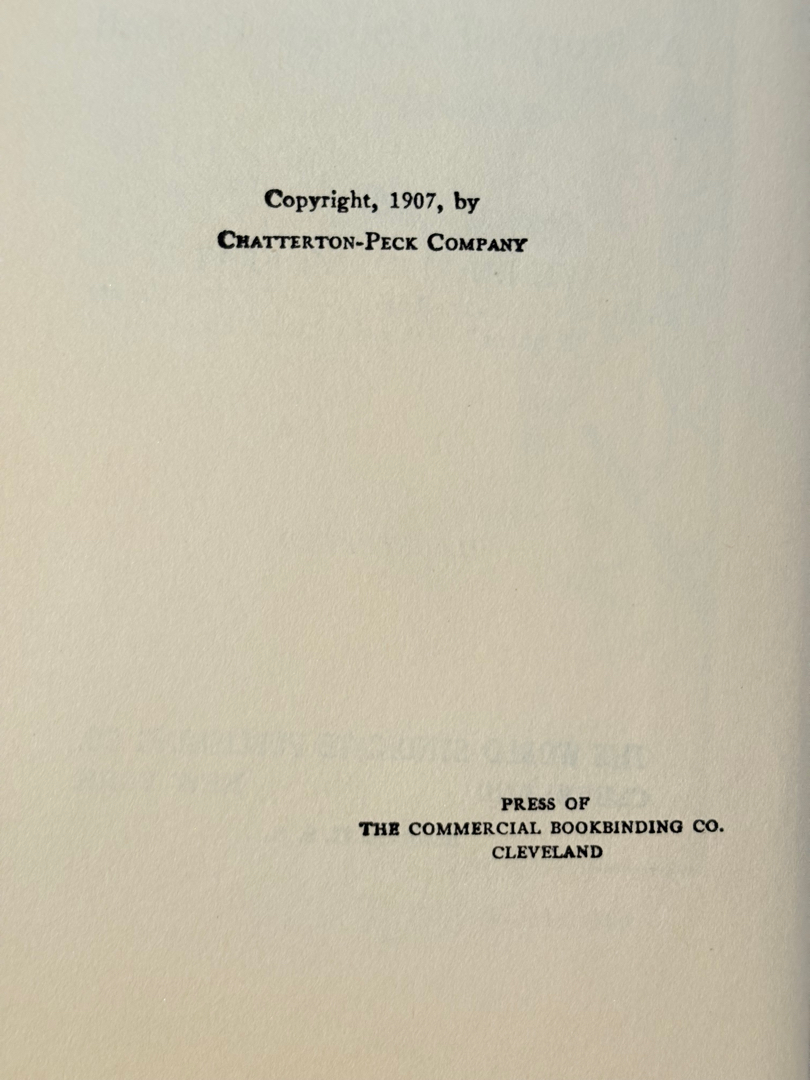 Copyright, 1907, by
CHATTERTON-PECK COMPANY
PRESS OF
THE COMMERCIAL BOOKBINDING CO.
CLEVELAND